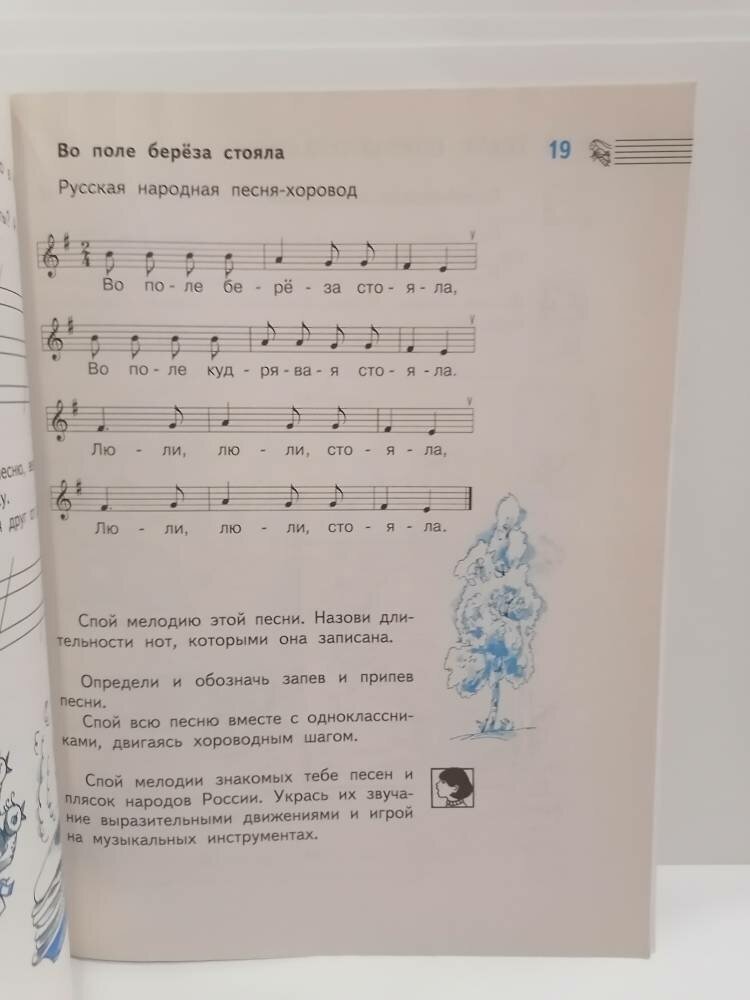 Во поле берёза стояла
19
Русская народная песня-хоровод
2
4
Во по - ле бе - рё - за сто - я - ла,
Во по - ле куд - ря - ва - я сто - я - ла.
Лю - ли, лю - ли, сто - я - ла,
Лю - ли, лю - ли, сто - я - ла.
Спой мелодию этой песни. Назови дли-
тельности нот, которыми она записана.
Определи и обозначь запев и припев
песни.
Спой всю песню вместе с одноклассни-
ками, двигаясь хороводным шагом.
Спой мелодии знакомых тебе песен и
плясок народов России. Укрась их звуча-
ние выразительными движениями и игрой
на музыкальных инструментах.